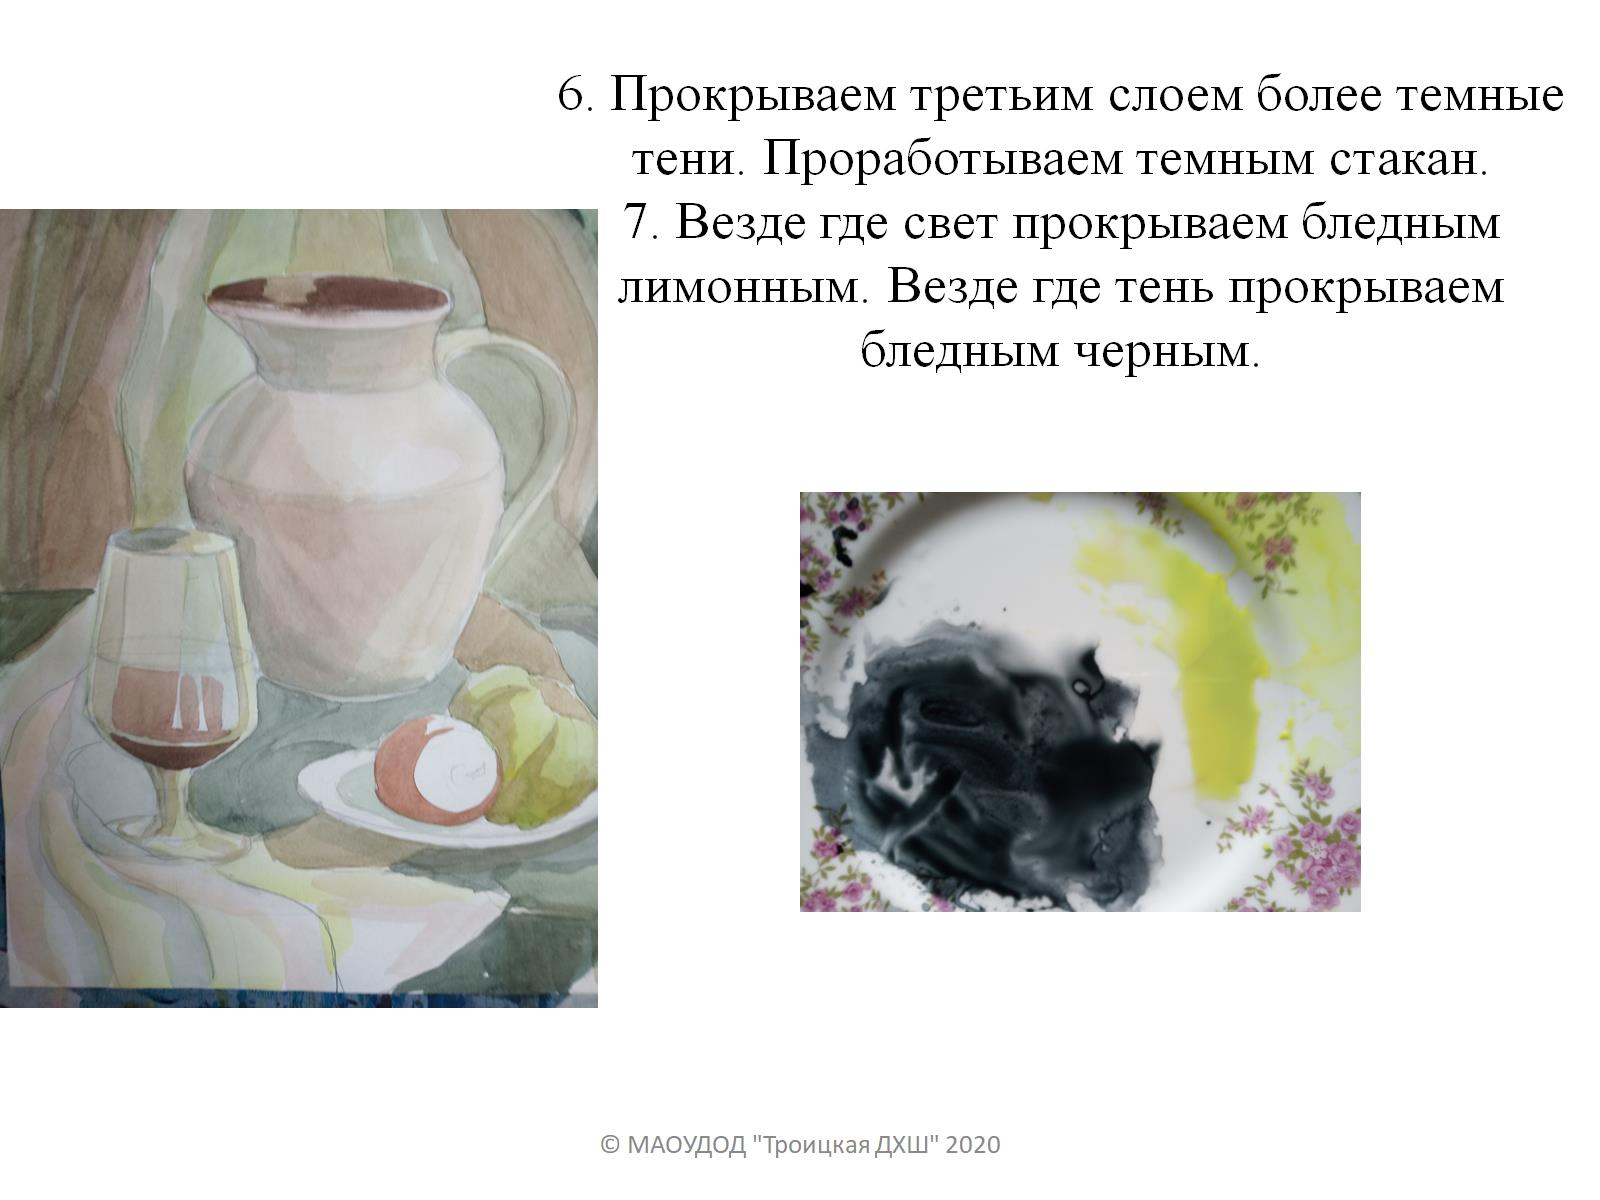 6. Прокрываем третьим слоем более темные
тени. Проработываем темным стакан.
7. Везде где свет прокрываем бледным
лимонным. Везде где тень прокрываем
бледным черным.
© МАОУДОД "Троицкая ДХШ" 2020